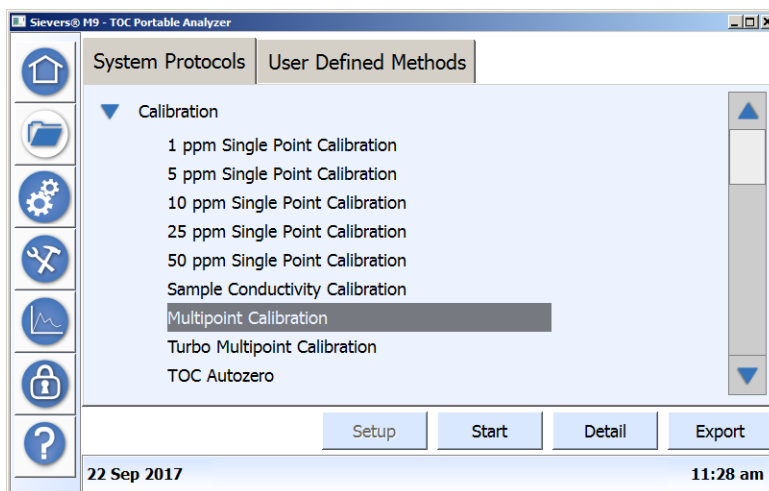 Sievers® M9 - TOC Portable Analyzer
System Protocols User Defined Methods
Calibration
1 ppm Single Point Calibration
5 ppm Single Point Calibration
10 ppm Single Point Calibration
25 ppm Single Point Calibration
50 ppm Single Point Calibration
Sample Conductivity Calibration
Multipoint Calibration
Turbo Multipoint Calibration
TOC Autozero
Setup Start Detail Export
22 Sep 2017 11:28 am